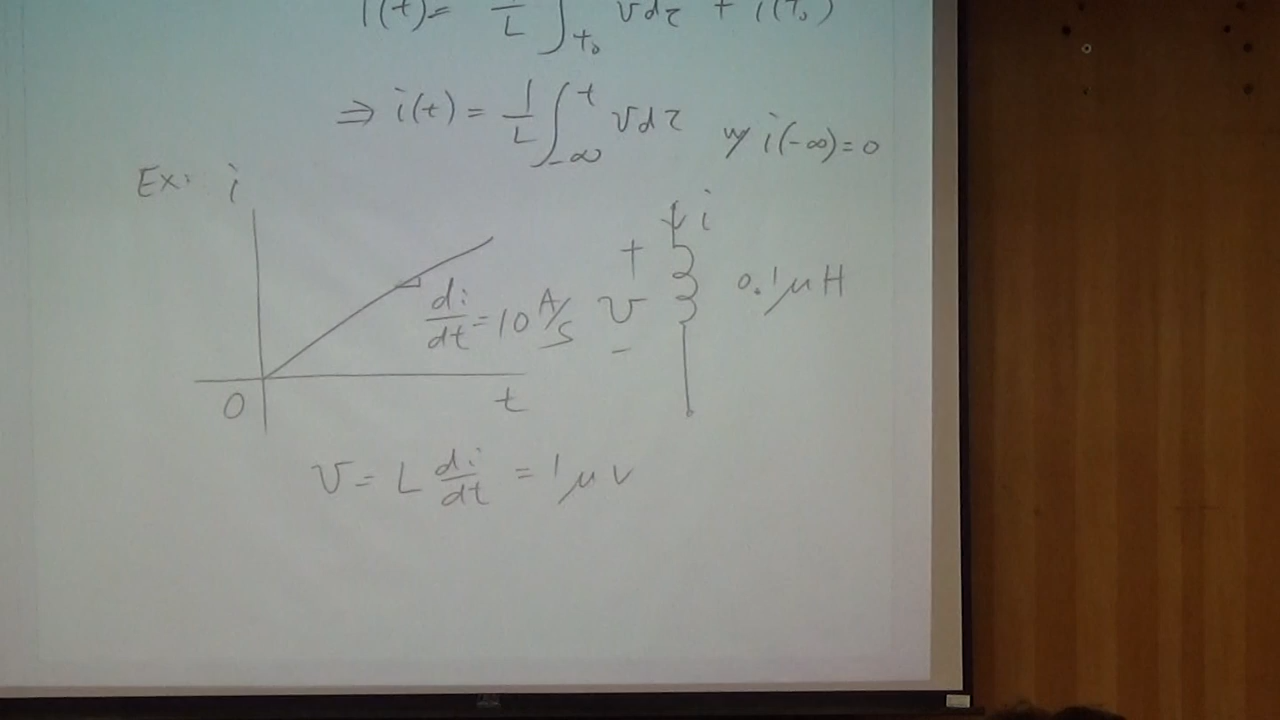 i(t) = 1/L ∫_{t₀} v dτ + i(t₀)
⇒ i(t) = 1/L ∫_{-∞}^{t} v dτ w/ i(-∞) = 0
Ex: i
i
+
di/dt = 10 A/s
v
0.1 μH
-
0
t
v = L di/dt = 1 μV